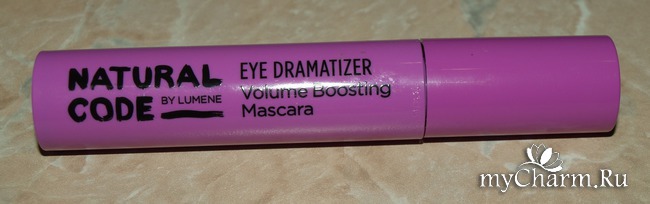 NATURAL
CODE
BY LUMENE
EYE DRAMATIZER
Volume Boosting
Mascara
myCharm.Ru